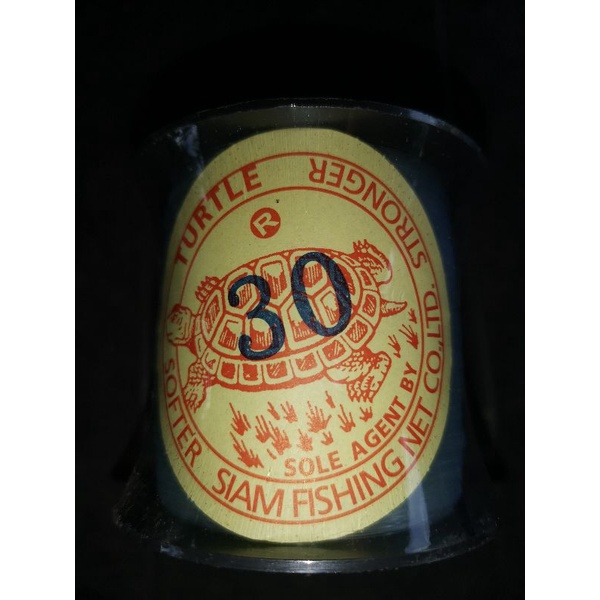 TURTLE
STRONGER
®
30
SOFTER
SOLE AGENT BY
SIAM FISHING NET CO.,LTD.